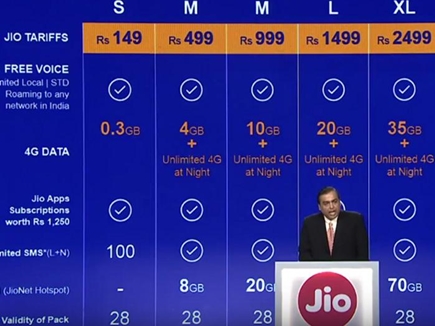 S M M L XL
JIO TARIFFS Rs 149 Rs 499 Rs 999 Rs 1499 Rs 2499
FREE VOICE
Local | STD
Roaming to any
network in India
0.3GB 4GB 10GB 20GB 35GB
+ + + +
4G DATA Unlimited 4G Unlimited 4G Unlimited 4G Unlimited 4G
at Night at Night at Night at Night
Jio Apps
Subscriptions
worth Rs 1,250
SMS*(L+N) 100
(JioNet Hotspot) - 8GB 20 70GB
Validity of Pack 28 28 28 28
Jio